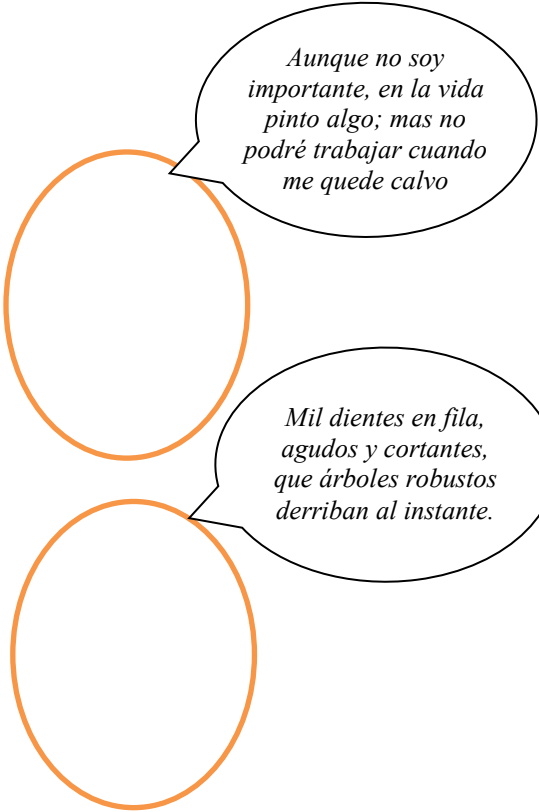 Aunque no soy
importante, en la vida
pinto algo; mas no
podré trabajar cuando
me quede calvo
Mil dientes en fila,
agudos y cortantes,
que árboles robustos
derriban al instante.